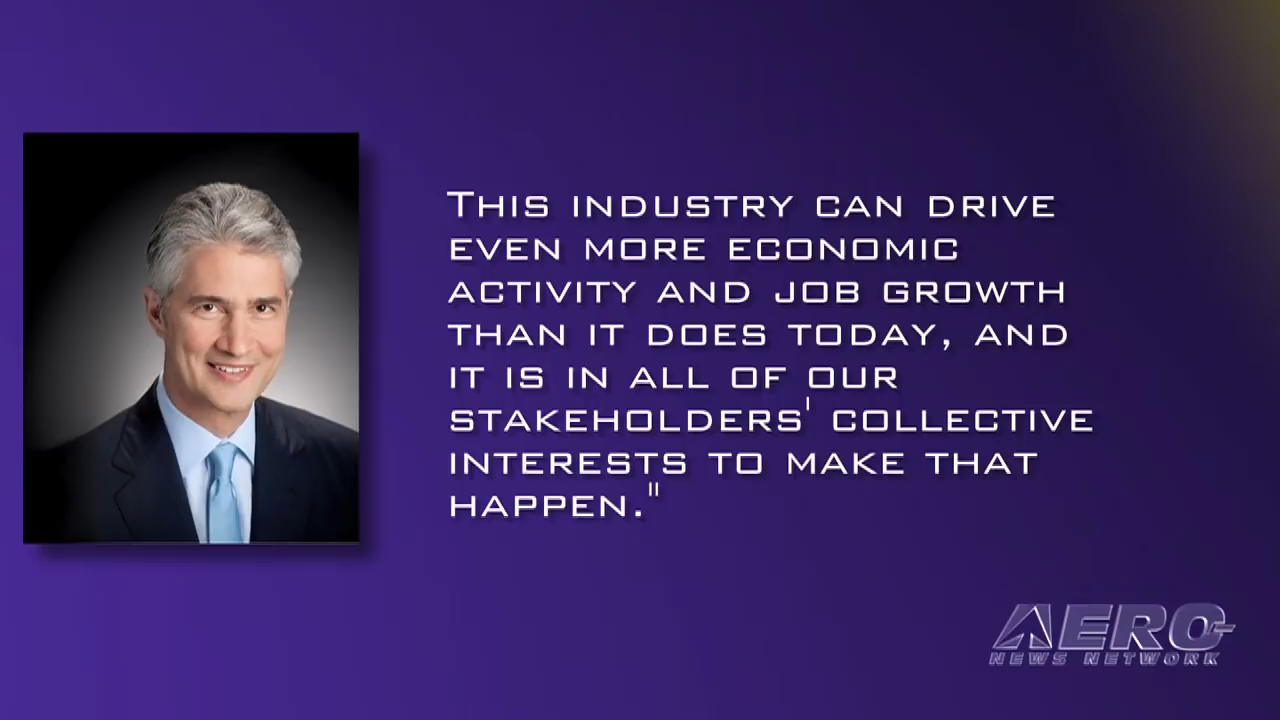 THIS INDUSTRY CAN DRIVE
EVEN MORE ECONOMIC
ACTIVITY AND JOB GROWTH
THAN IT DOES TODAY, AND
IT IS IN ALL OF OUR
STAKEHOLDERS' COLLECTIVE
INTERESTS TO MAKE THAT
HAPPEN."
AERO
NEWS NETWORK